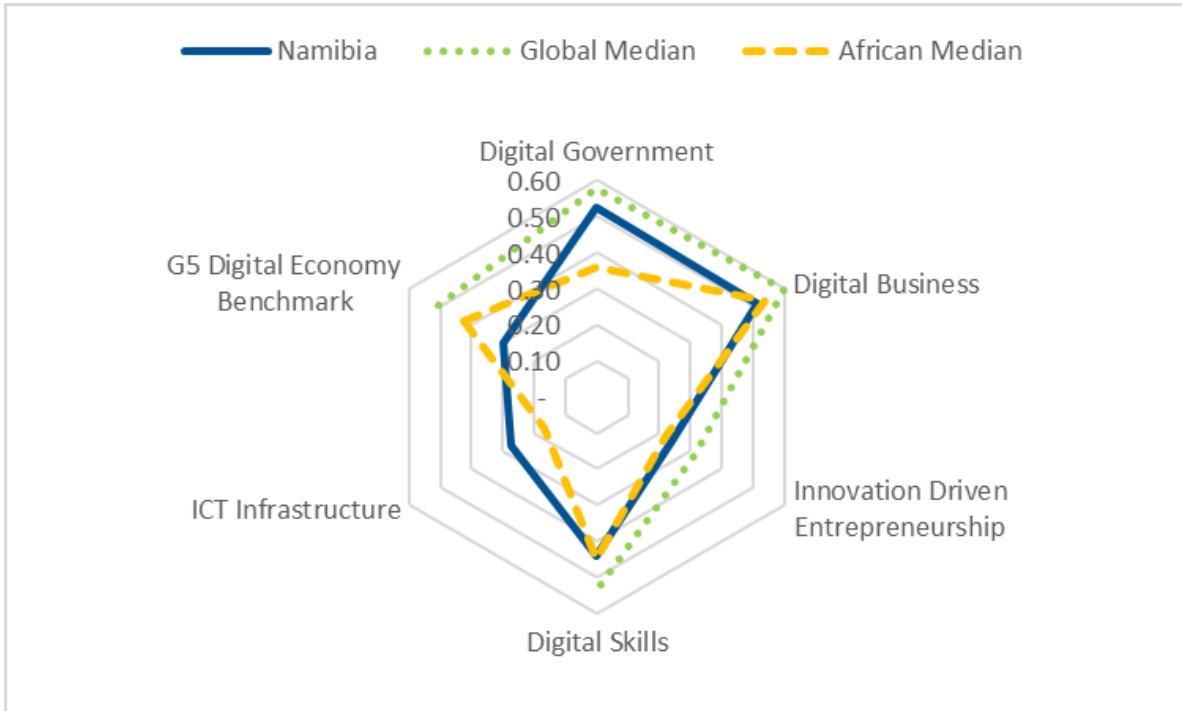 Namibia
Global Median
African Median
Digital Government
0.60
0.50
0.40
0.30
0.20
0.10
-
Digital Business
Innovation Driven
Entrepreneurship
Digital Skills
ICT Infrastructure
G5 Digital Economy
Benchmark